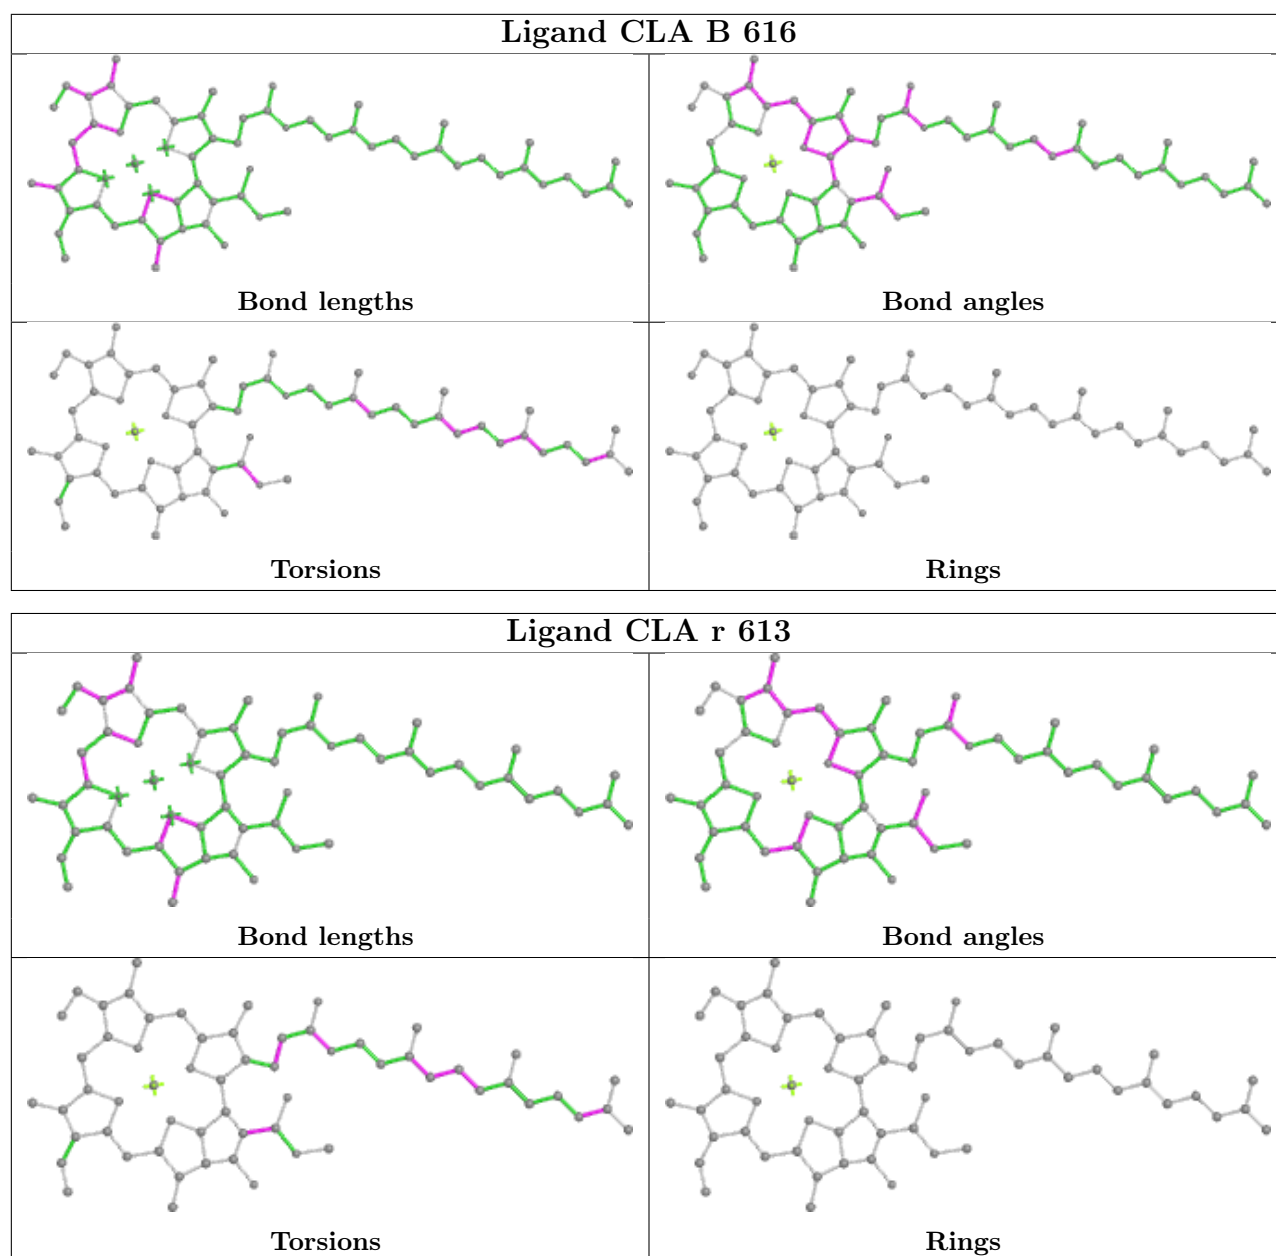 Ligand CLA B 616
Bond lengths
Bond angles
Torsions
Rings
Ligand CLA r 613
Bond lengths
Bond angles
Torsions
Rings